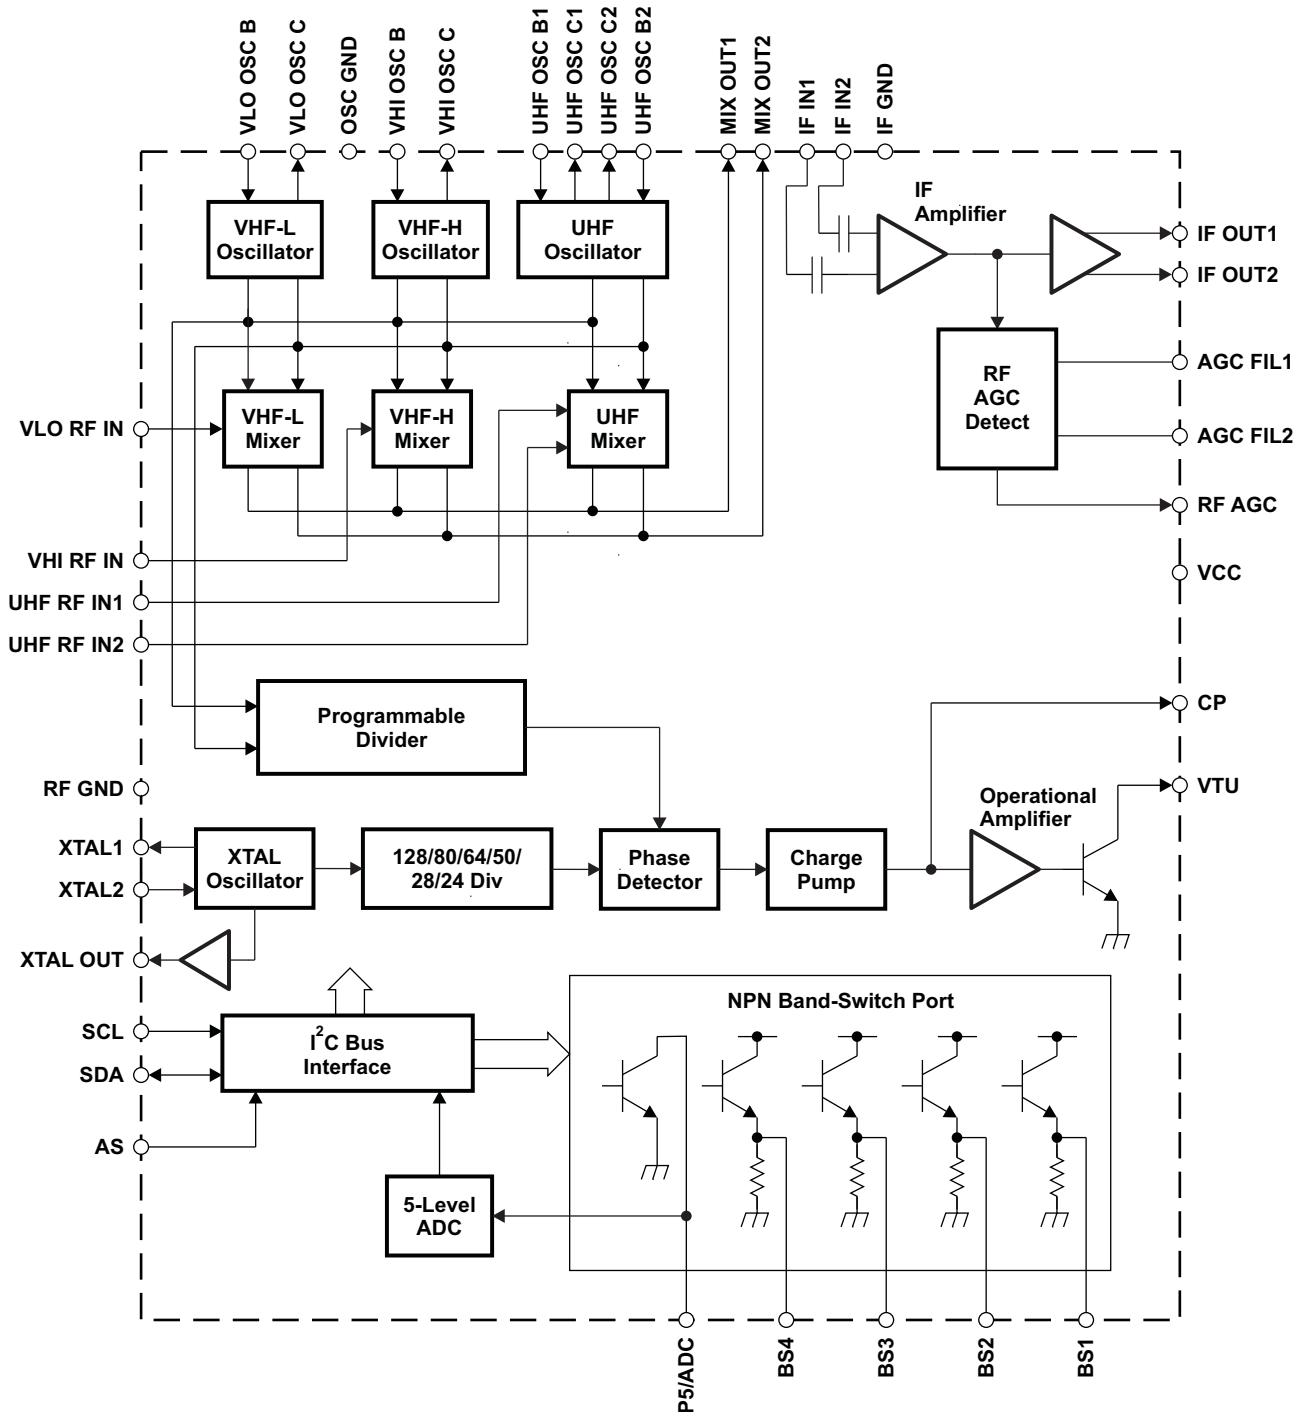 VLO OSC B
VLO OSC C
OSC GND
VHI OSC B
VHI OSC C
UHF OSC B1
UHF OSC C1
UHF OSC C2
UHF OSC B2
MIX OUT1
MIX OUT2
IF IN1
IF IN2
IF GND
VHF-L
Oscillator
VHF-H
Oscillator
UHF
Oscillator
IF
Amplifier
IF OUT1
IF OUT2
RF
AGC
Detect
AGC FIL1
AGC FIL2
VLO RF IN
VHF-L
Mixer
VHF-H
Mixer
UHF
Mixer
RF AGC
VHI RF IN
VCC
UHF RF IN1
UHF RF IN2
Programmable
Divider
CP
RF GND
VTU
Operational
Amplifier
XTAL1
XTAL2
XTAL
Oscillator
128/80/64/50/
28/24 Div
Phase
Detector
Charge
Pump
XTAL OUT
NPN Band-Switch Port
SCL
SDA
I2C Bus
Interface
AS
5-Level
ADC
P5/ADC
BS4
BS3
BS2
BS1